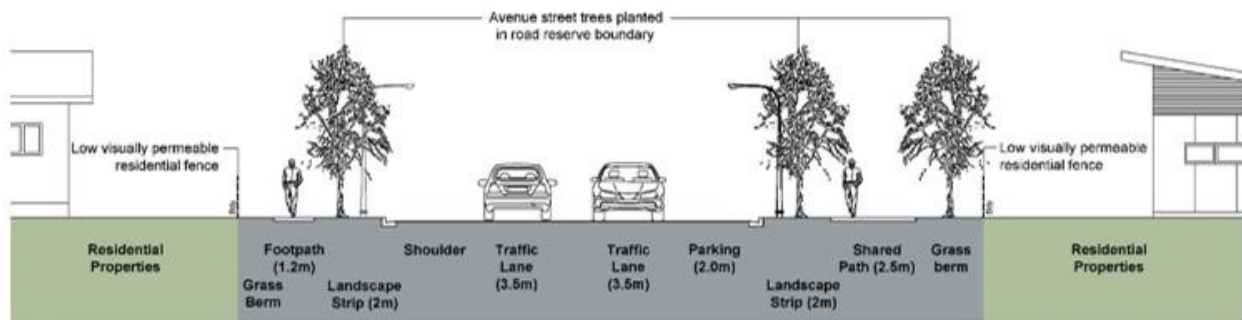 Avenue street trees planted
in road reserve boundary
Low visually permeable
residential fence
Low visually permeable
residential fence
Residential
Properties
Footpath
(1.2m)
Grass
Berm
Landscape
Strip (2m)
Shoulder
Traffic
Lane
(3.5m)
Traffic
Lane
(3.5m)
Parking
(2.0m)
Landscape
Strip (2m)
Shared
Path (2.5m)
Grass
berm
Residential
Properties